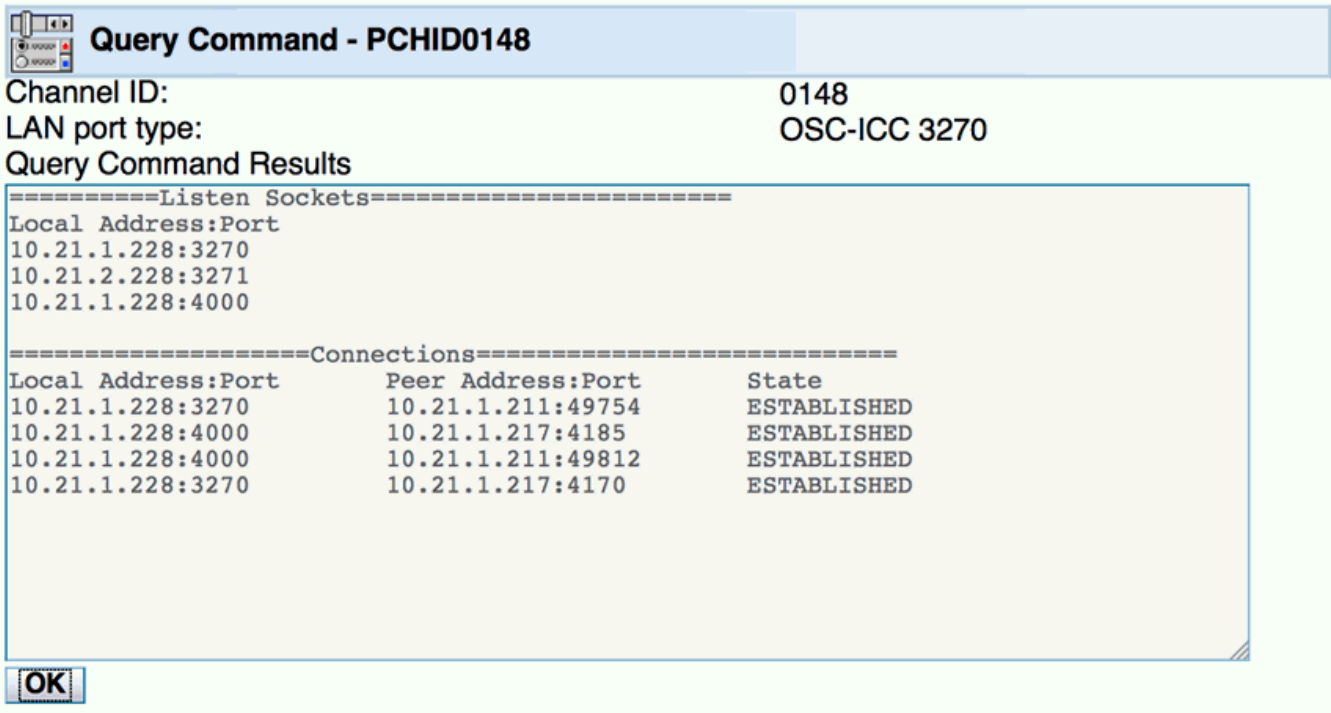 Query Command - PCHID0148
Channel ID: 0148
LAN port type: OSC-ICC 3270
Query Command Results
==========Listen Sockets========================
Local Address:Port
10.21.1.228:3270
10.21.2.228:3271
10.21.1.228:4000
====================Connections============================
Local Address:Port Peer Address:Port State
10.21.1.228:3270 10.21.1.211:49754 ESTABLISHED
10.21.1.228:4000 10.21.1.217:4185 ESTABLISHED
10.21.1.228:4000 10.21.1.211:49812 ESTABLISHED
10.21.1.228:3270 10.21.1.217:4170 ESTABLISHED
OK